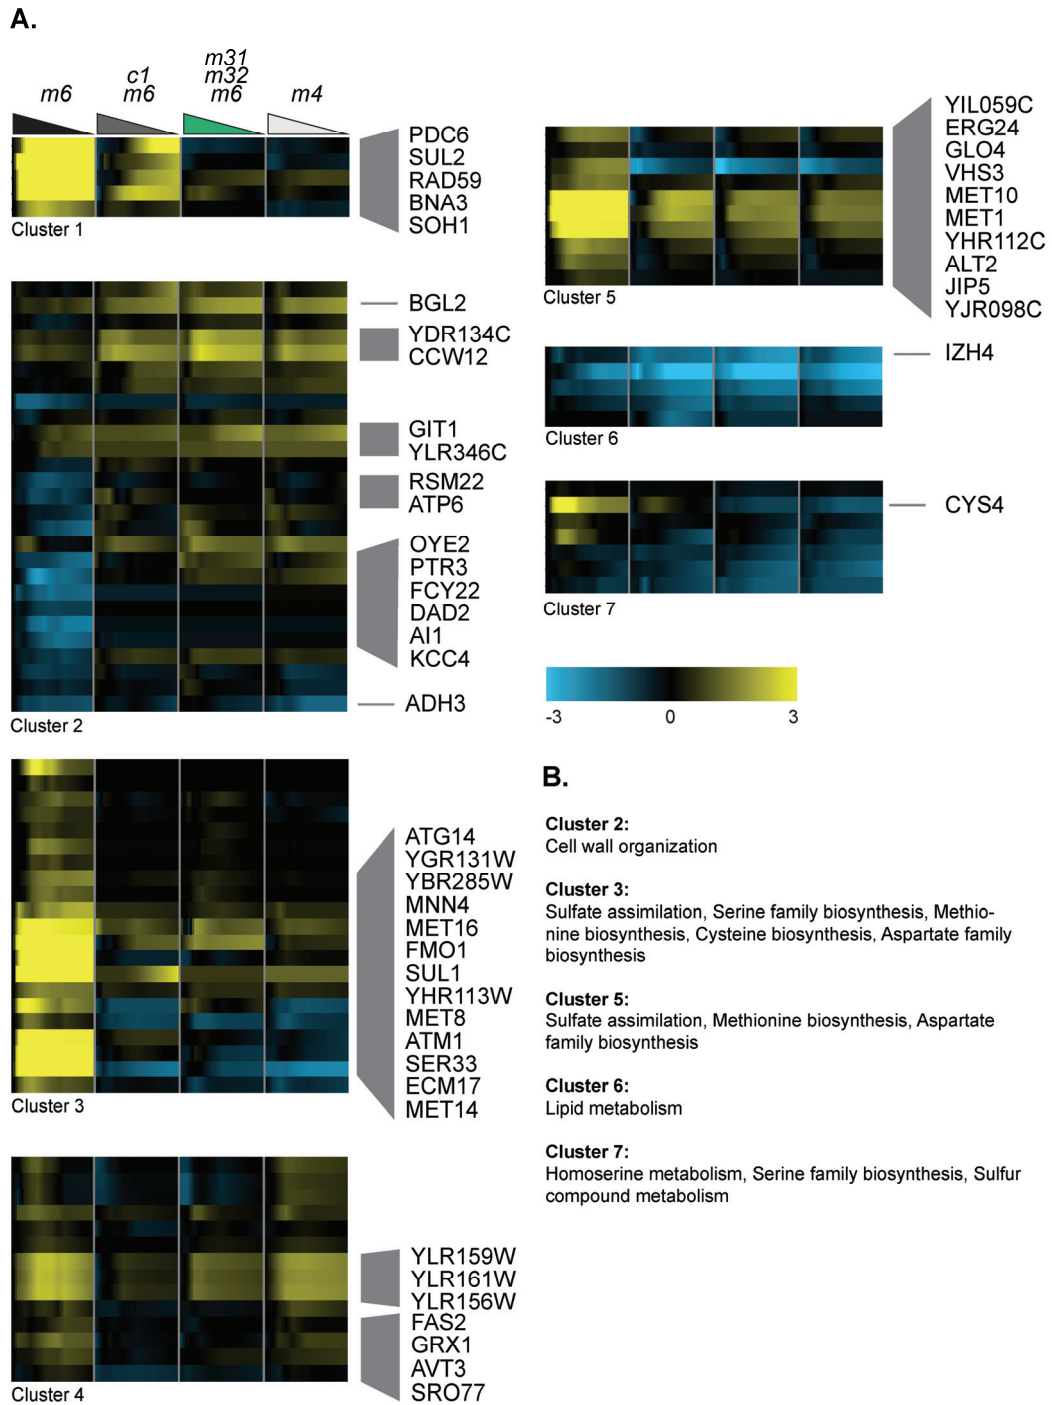 A.
m6
c1
m6
m31
m32
m6
m4
PDC6
SUL2
RAD59
BNA3
SOH1
Cluster 1
BGL2
YDR134C
CCW12
GIT1
YLR346C
RSM22
ATP6
OYE2
PTR3
FCY22
DAD2
AI1
KCC4
ADH3
Cluster 2
ATG14
YGR131W
YBR285W
MNN4
MET16
FMO1
SUL1
YHR113W
MET8
ATM1
SER33
ECM17
MET14
Cluster 3
YLR159W
YLR161W
YLR156W
FAS2
GRX1
AVT3
SRO77
Cluster 4
YIL059C
ERG24
GLO4
VHS3
MET10
MET1
YHR112C
ALT2
JIP5
YJR098C
Cluster 5
IZH4
Cluster 6
CYS4
Cluster 7
-3 0 3
B.
Cluster 2:
Cell wall organization
Cluster 3:
Sulfate assimilation, Serine family biosynthesis, Methio-
nine biosynthesis, Cysteine biosynthesis, Aspartate family
biosynthesis
Cluster 5:
Sulfate assimilation, Methionine biosynthesis, Aspartate
family biosynthesis
Cluster 6:
Lipid metabolism
Cluster 7:
Homoserine metabolism, Serine family biosynthesis, Sulfur
compound metabolism